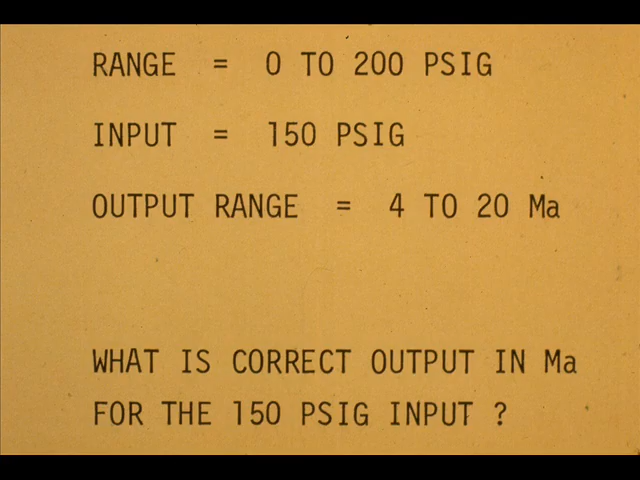 RANGE = 0 TO 200 PSIG
INPUT = 150 PSIG
OUTPUT RANGE = 4 TO 20 Ma
WHAT IS CORRECT OUTPUT IN Ma
FOR THE 150 PSIG INPUT ?